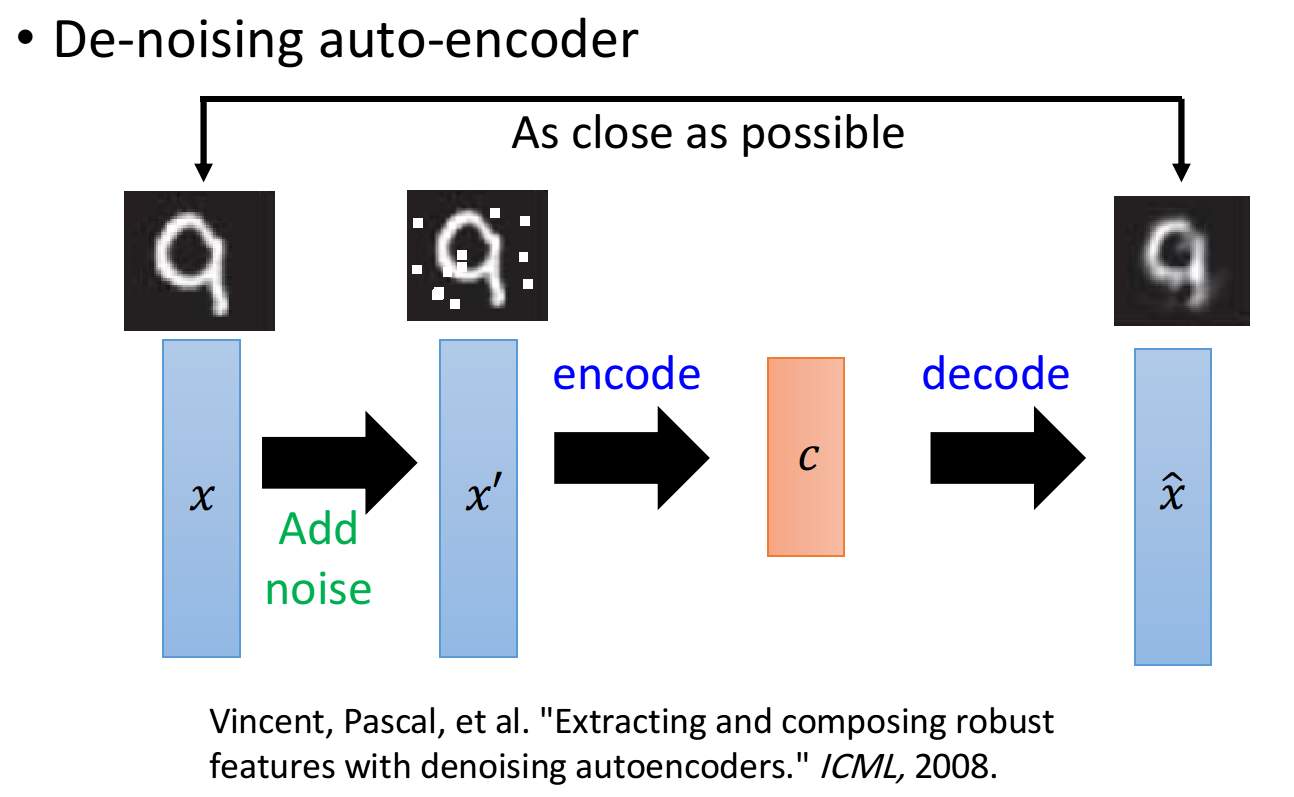 • De-noising auto-encoder
As close as possible
encode
decode
x
x′
c
x̂
Add
noise
Vincent, Pascal, et al. "Extracting and composing robust
features with denoising autoencoders." ICML, 2008.